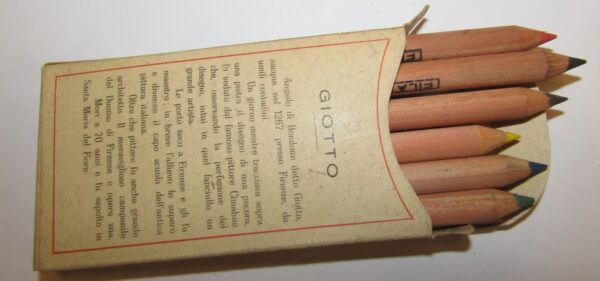 GIOTTO
Angiolo di Bondone detto Giotto,
nacque nel 1267 presso Firenze, da
umili contadini.
Un giorno mentre tracciava sopra
una pietra il disegno di una pecora,
fu veduto dal famoso pittore Cimabue
che, osservando la perfezione del
disegno, intuì in quel fanciullo un
grande artista.
Lo portò seco a Firenze e gli fu
maestro: in breve l'allievo lo superò
e divenne il capo scuola dell'antica
pittura italiana.
Oltre che pittore fu anche grande
architetto. Il meraviglioso campanile
del Duomo di Firenze è opera sua.
Morì a 70 anni e fu sepolto in
Santa Maria del Fiore.
FILA